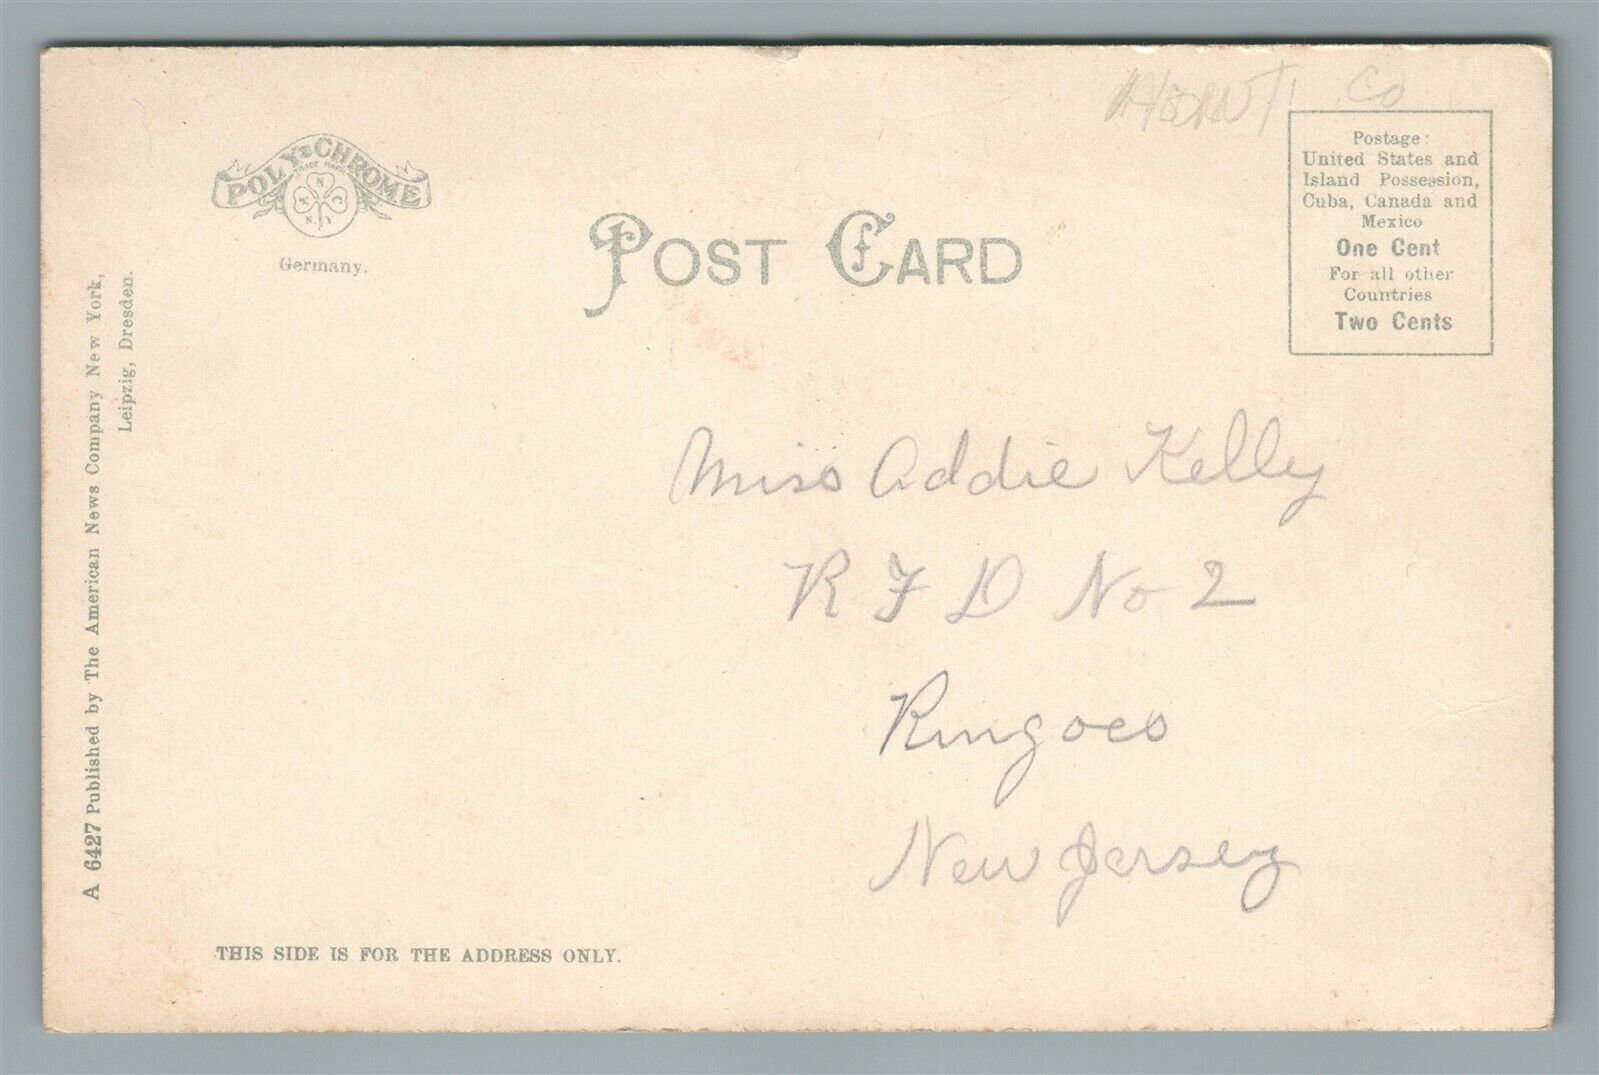 Co
POLY-CHROME
TRADE MARK
A N C
N.Y.
Germany.
POST CARD
Postage:
United States and
Island Possession,
Cuba, Canada and
Mexico
One Cent
For all other
Countries
Two Cents
A 6427 Published by The American News Company New York,
Leipzig, Dresden.
Miss Addie Kelly
R F D No 2
Ringoes
New Jersey
THIS SIDE IS FOR THE ADDRESS ONLY.